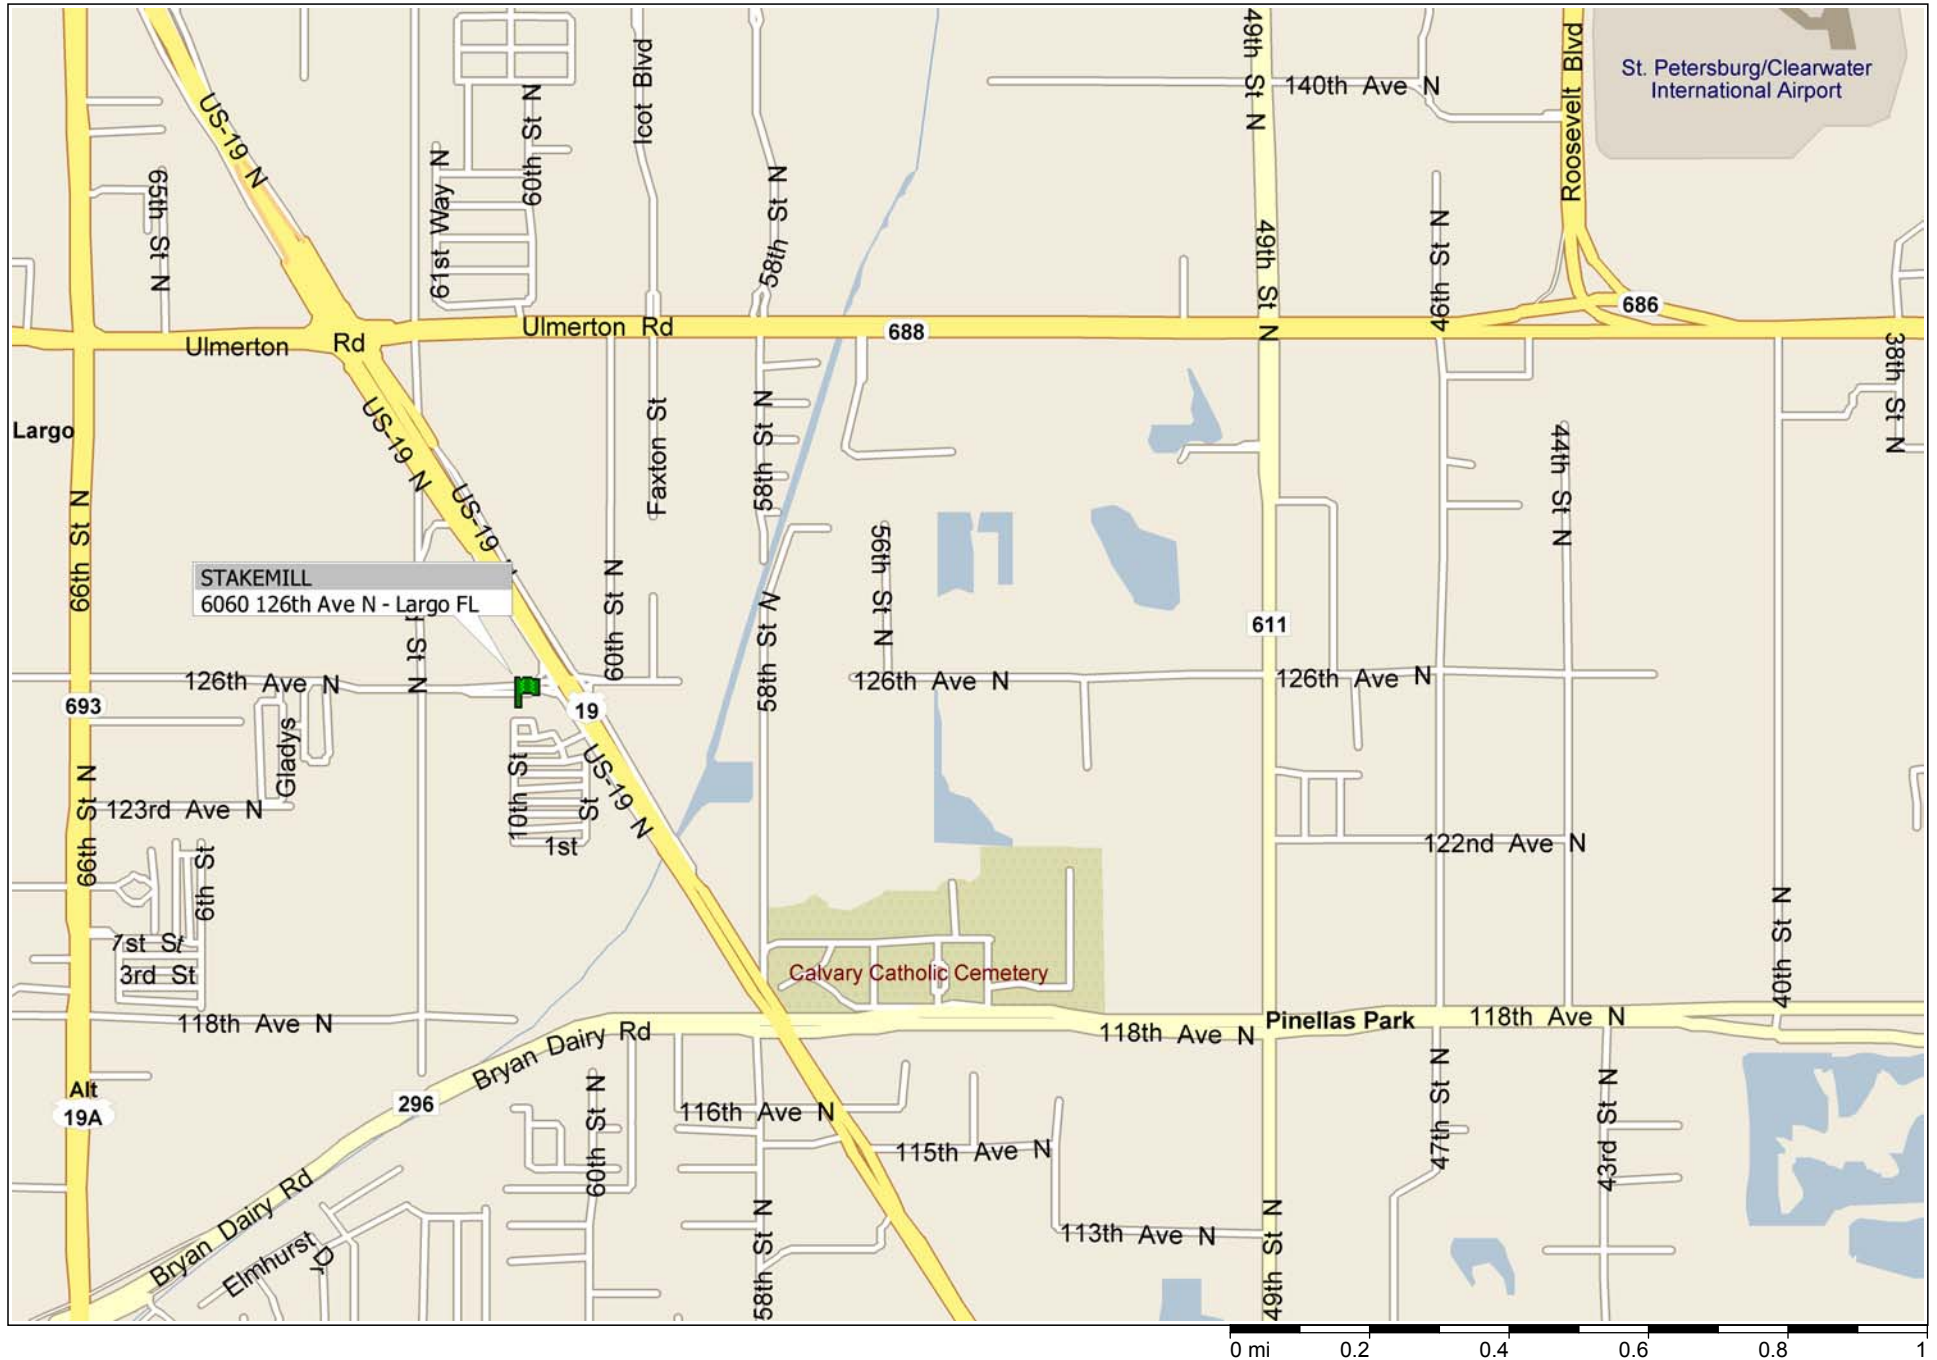 49th St N
Roosevelt Blvd
St. Petersburg/Clearwater
International Airport
Icot Blvd
US-19 N
60th St N
140th Ave N
65th St N
61st Way N
58th St N
46th St N
49th St N
686
Ulmerton Rd
688
Ulmerton Rd
38th St N
Largo
US-19 N
Faxton St
58th St N
44th St N
66th St N
US-19
56th St N
STAKEMILL
6060 126th Ave N - Largo FL
60th St N
58th St N
611
St N
126th Ave N
126th Ave N
126th Ave N
693
19
Gladys
10th St
St
US-19 N
66th St N
123rd Ave N
1st
122nd Ave N
6th St
40th St N
1st St
3rd St
Calvary Catholic Cemetery
118th Ave N
Bryan Dairy Rd
118th Ave N
Pinellas Park
118th Ave N
Alt
19A
296
116th Ave N
60th St N
47th St N
43rd St N
115th Ave N
Bryan Dairy Rd
Elmhurst Dr
58th St N
113th Ave N
49th St N
0 mi 0.2 0.4 0.6 0.8 1